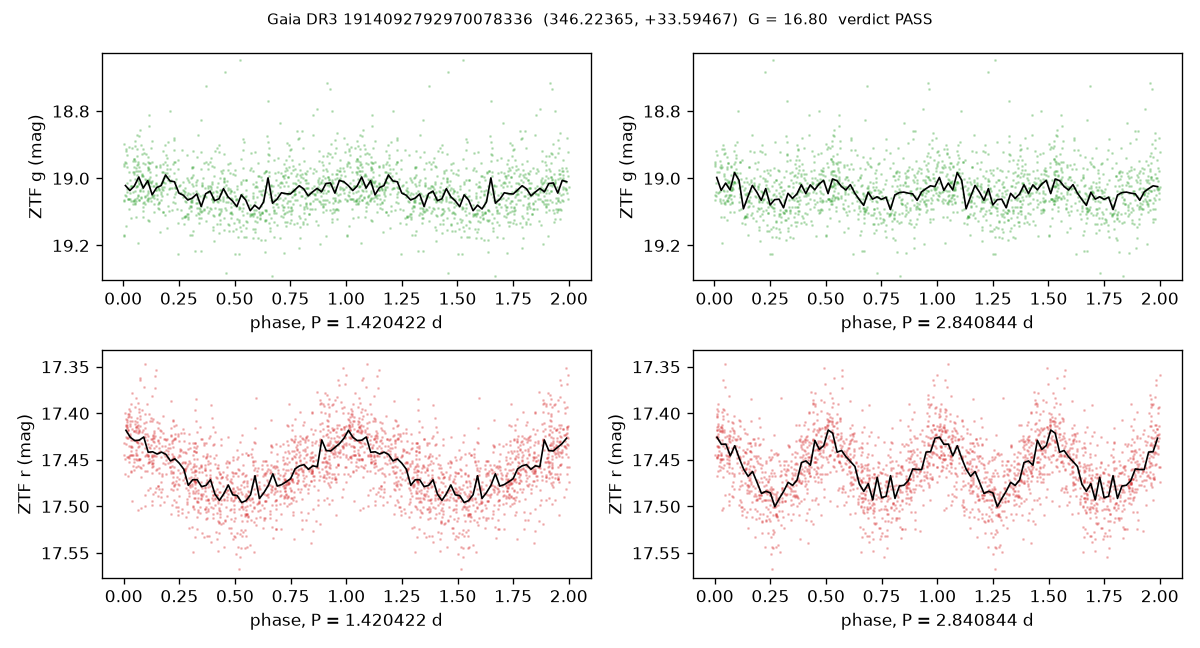 Gaia DR3 1914092792970078336  (346.22365, +33.59467)  G = 16.80  verdict PASS
ZTF g (mag)
18.8
19.0
19.2
0.00 0.25 0.50 0.75 1.00 1.25 1.50 1.75 2.00
phase, P = 1.420422 d
ZTF g (mag)
18.8
19.0
19.2
0.00 0.25 0.50 0.75 1.00 1.25 1.50 1.75 2.00
phase, P = 2.840844 d
ZTF r (mag)
17.35
17.40
17.45
17.50
17.55
0.00 0.25 0.50 0.75 1.00 1.25 1.50 1.75 2.00
phase, P = 1.420422 d
ZTF r (mag)
17.35
17.40
17.45
17.50
17.55
0.00 0.25 0.50 0.75 1.00 1.25 1.50 1.75 2.00
phase, P = 2.840844 d